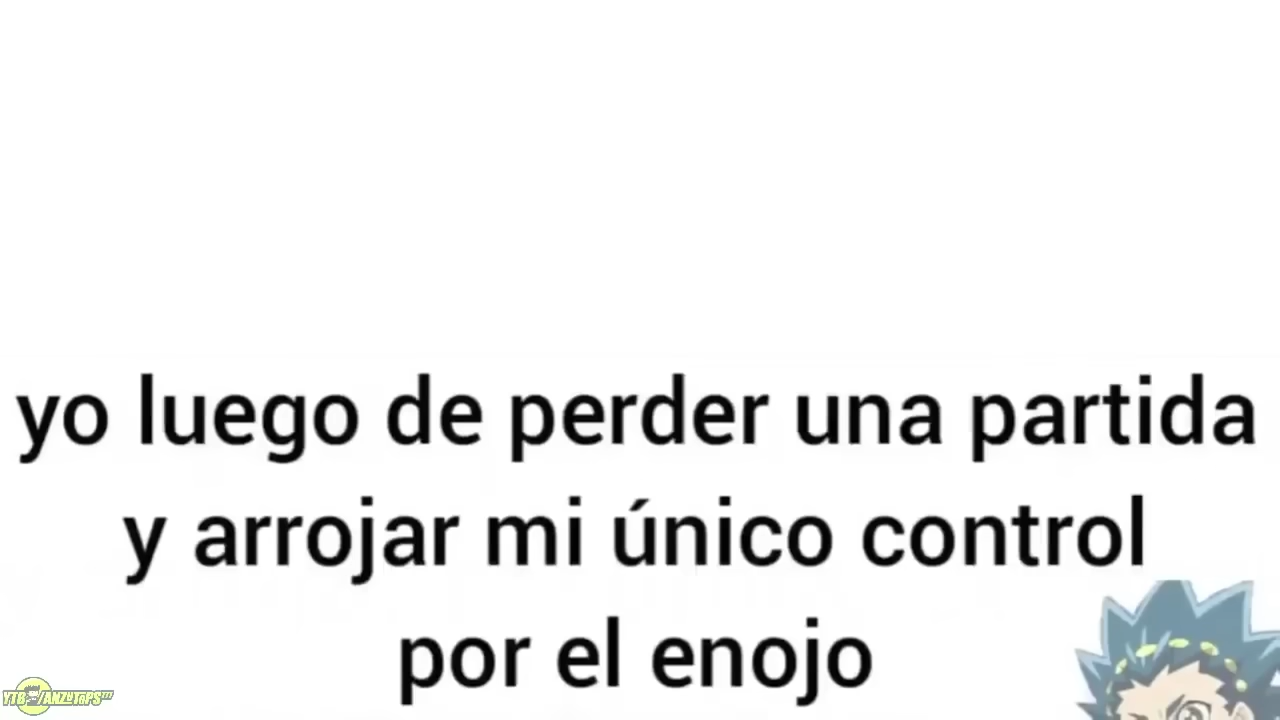 yo luego de perder una partida
y arrojar mi único control
por el enojo